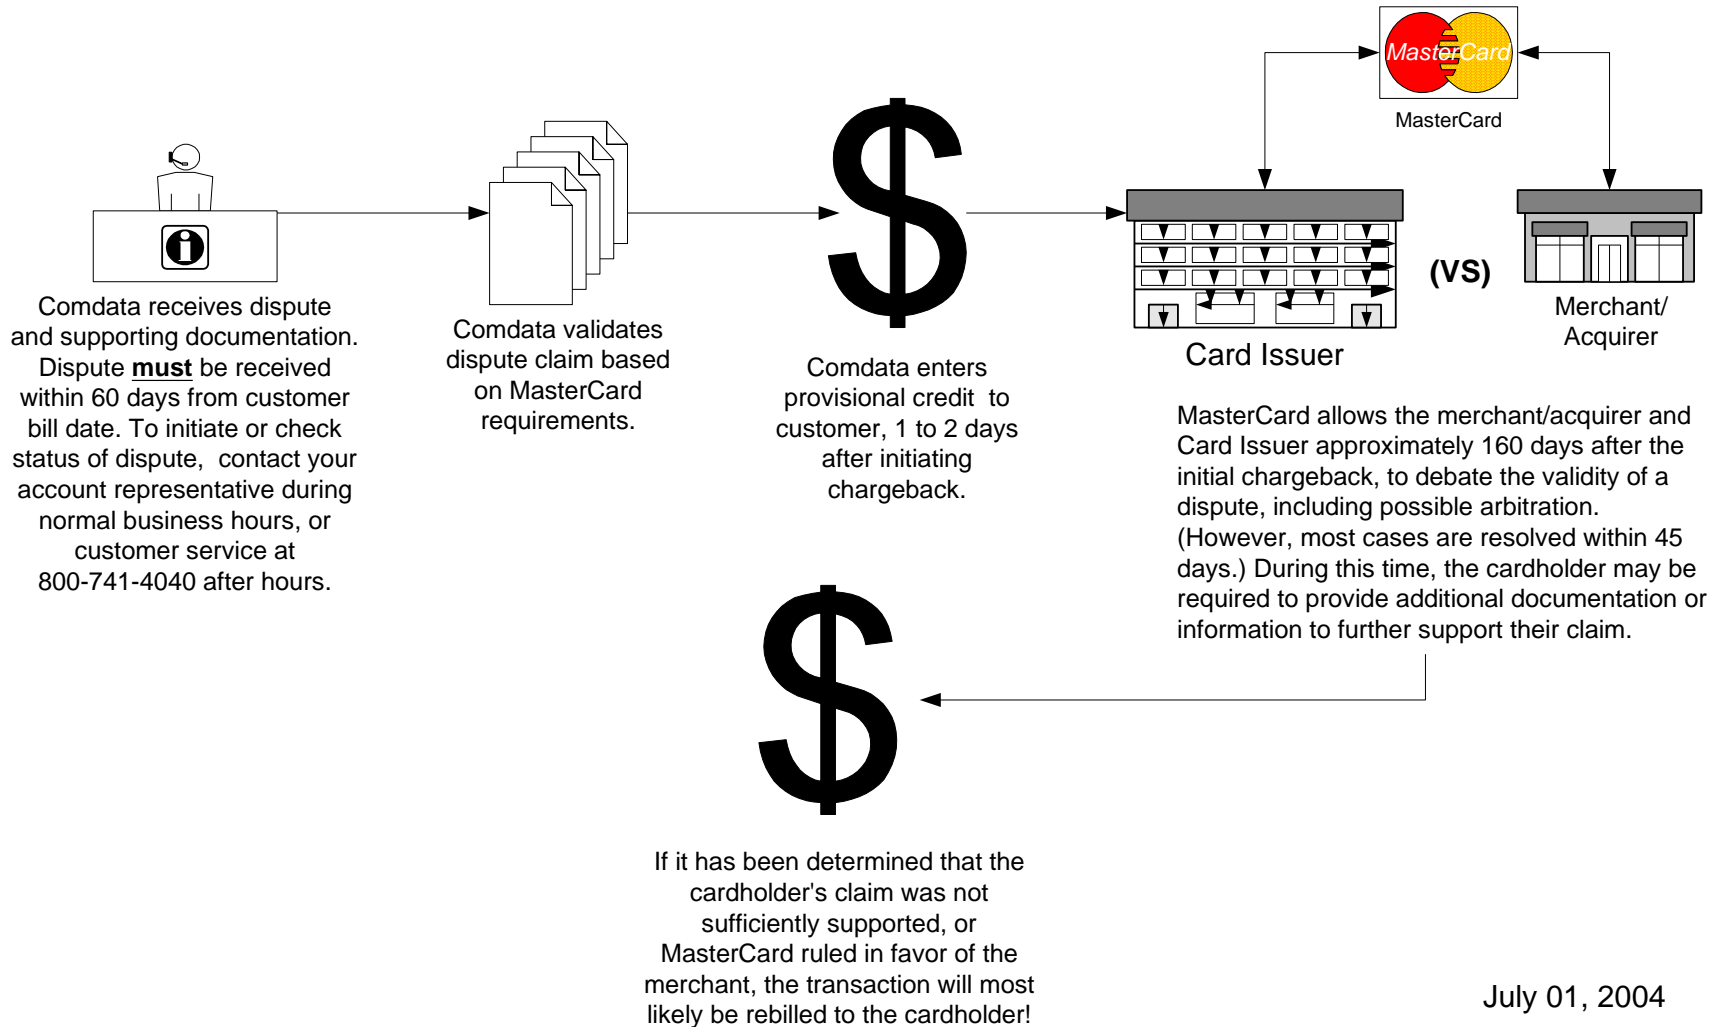 MasterCard
MasterCard
Comdata receives dispute
and supporting documentation.
Dispute must be received
within 60 days from customer
bill date. To initiate or check
status of dispute,  contact your
account representative during
normal business hours, or
customer service at
800-741-4040 after hours.
Comdata validates
dispute claim based
on MasterCard
requirements.
Comdata enters
provisional credit  to
customer, 1 to 2 days
after initiating
chargeback.
Card Issuer
(VS)
Merchant/
Acquirer
MasterCard allows the merchant/acquirer and
Card Issuer approximately 160 days after the
initial chargeback, to debate the validity of a
dispute, including possible arbitration.
(However, most cases are resolved within 45
days.) During this time, the cardholder may be
required to provide additional documentation or
information to further support their claim.
If it has been determined that the
cardholder's claim was not
sufficiently supported, or
MasterCard ruled in favor of the
merchant, the transaction will most
likely be rebilled to the cardholder!
July 01, 2004